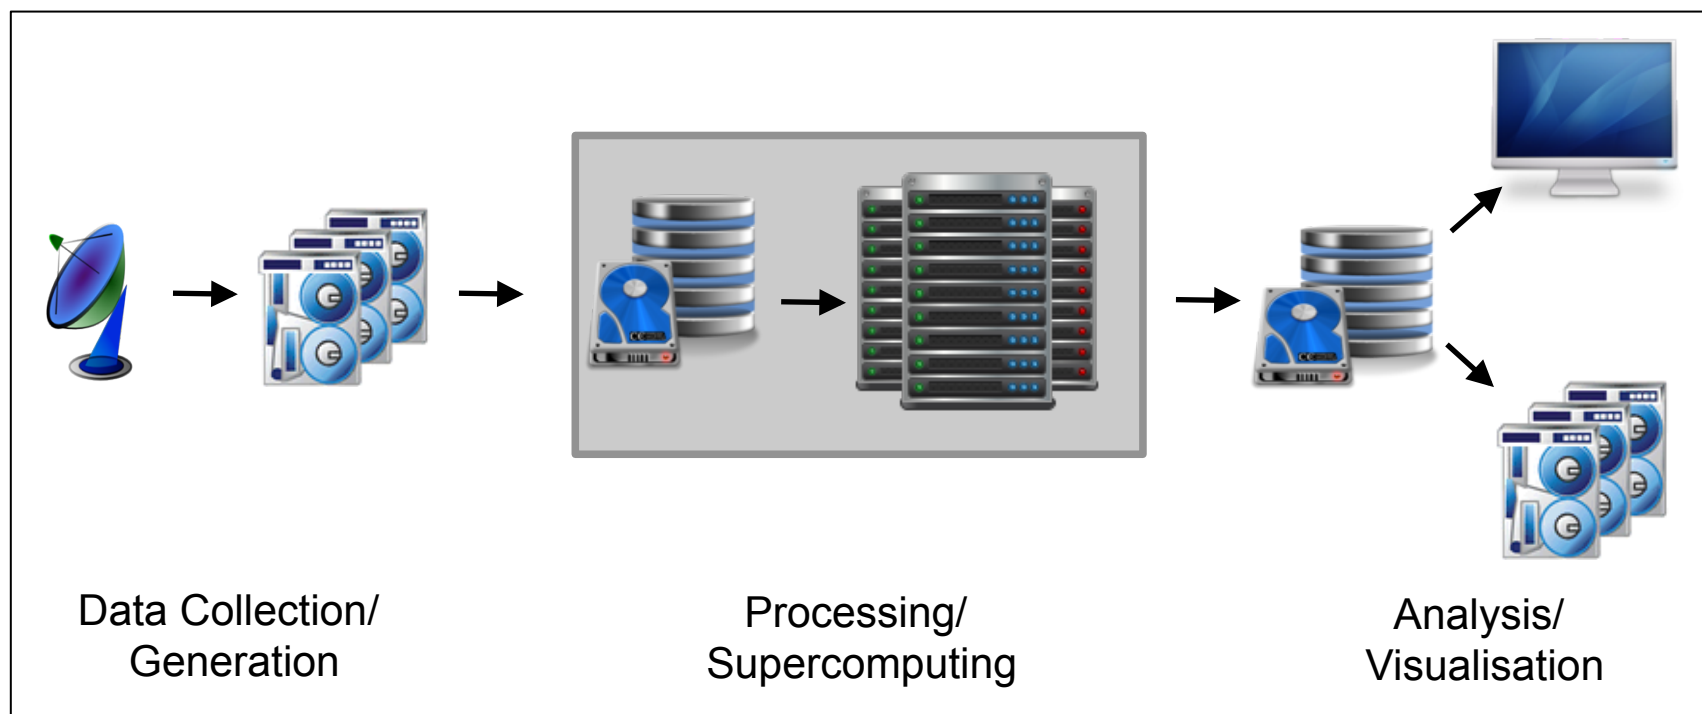 Data Collection/
Generation
Processing/
Supercomputing
Analysis/
Visualisation